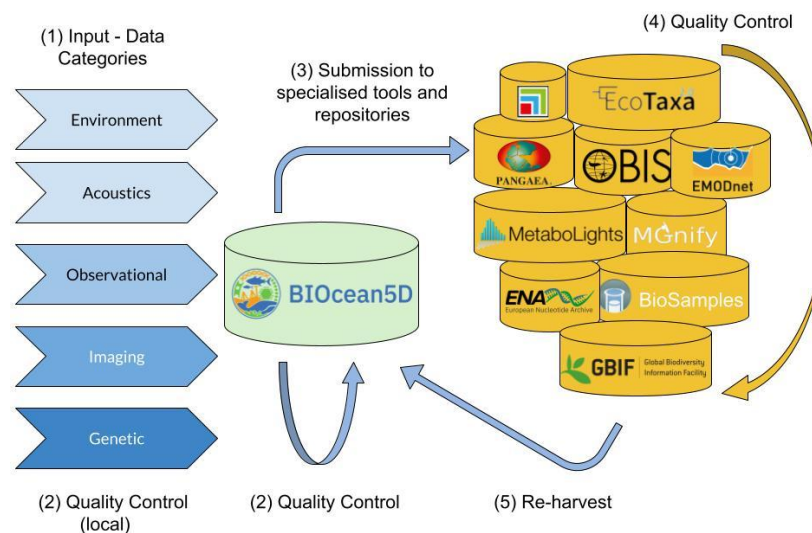 (1) Input - Data
Categories
Environment
Acoustics
Observational
Imaging
Genetic
(2) Quality Control
(local)
BIOcean5D
(2) Quality Control
(3) Submission to
specialised tools and
repositories
(4) Quality Control
EcoTaxa
PANGAEA.
OBIS
EMODnet
MetaboLights
MGnify
ENA
European Nucleotide Archive
BioSamples
GBIF
Global Biodiversity
Information Facility
(5) Re-harvest